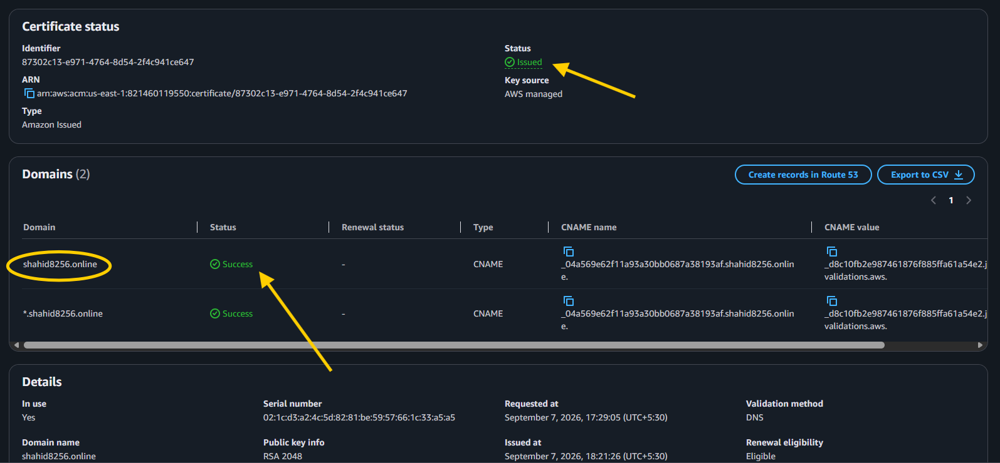 Certificate status
Identifier
87302c13-e971-4764-8d54-2f4c941ce647
Status
Issued
ARN
arn:aws:acm:us-east-1:821460119550:certificate/87302c13-e971-4764-8d54-2f4c941ce647
Key source
AWS managed
Type
Amazon Issued
Domains (2)
Create records in Route 53
Export to CSV
1
Domain Status Renewal status Type CNAME name CNAME value
shahid8256.online Success - CNAME
_04a569e62f11a93a30bb0687a38193af.shahid8256.onlin
e.
_d8c10fb2e987461876f885ffa61a54e2.j
validations.aws.
*.shahid8256.online Success - CNAME
_04a569e62f11a93a30bb0687a38193af.shahid8256.onlin
e.
_d8c10fb2e987461876f885ffa61a54e2.j
validations.aws.
Details
In use
Yes
Serial number
02:1c:d3:a2:4c:5d:82:81:be:59:57:66:1c:33:a5:a5
Requested at
September 7, 2026, 17:29:05 (UTC+5:30)
Validation method
DNS
Domain name
shahid8256.online
Public key info
RSA 2048
Issued at
September 7, 2026, 18:21:26 (UTC+5:30)
Renewal eligibility
Eligible